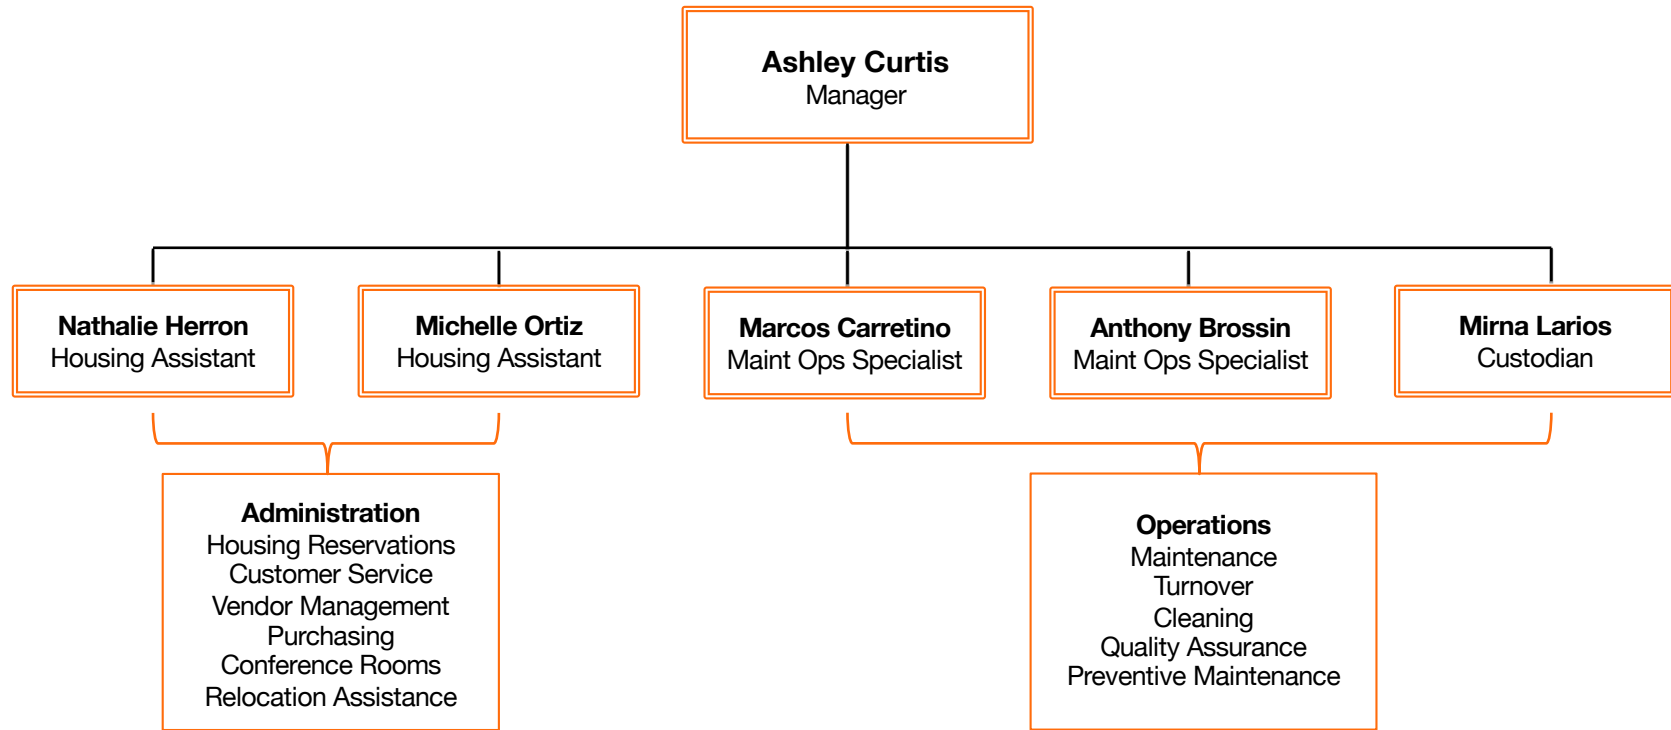 Ashley Curtis
Manager
Nathalie Herron
Housing Assistant
Michelle Ortiz
Housing Assistant
Marcos Carretino
Maint Ops Specialist
Anthony Brossin
Maint Ops Specialist
Mirna Larios
Custodian
Administration
Housing Reservations
Customer Service
Vendor Management
Purchasing
Conference Rooms
Relocation Assistance
Operations
Maintenance
Turnover
Cleaning
Quality Assurance
Preventive Maintenance